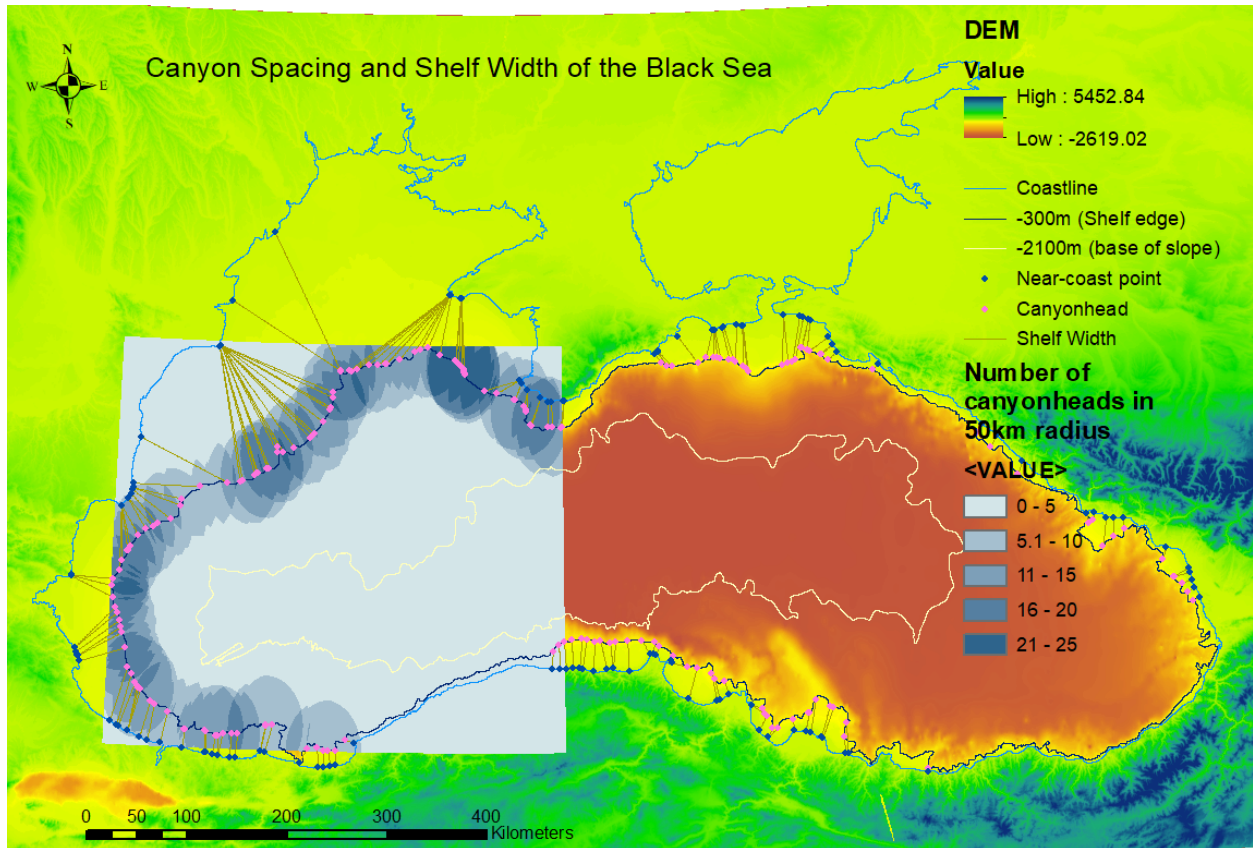 Canyon Spacing and Shelf Width of the Black Sea
N
W
E
S
DEM
Value
High : 5452.84
Low : -2619.02
Coastline
-300m (Shelf edge)
-2100m (base of slope)
Near-coast point
Canyonhead
Shelf Width
Number of
canyonheads in
50km radius
<VALUE>
0 - 5
5.1 - 10
11 - 15
16 - 20
21 - 25
0 50 100 200 300 400
Kilometers